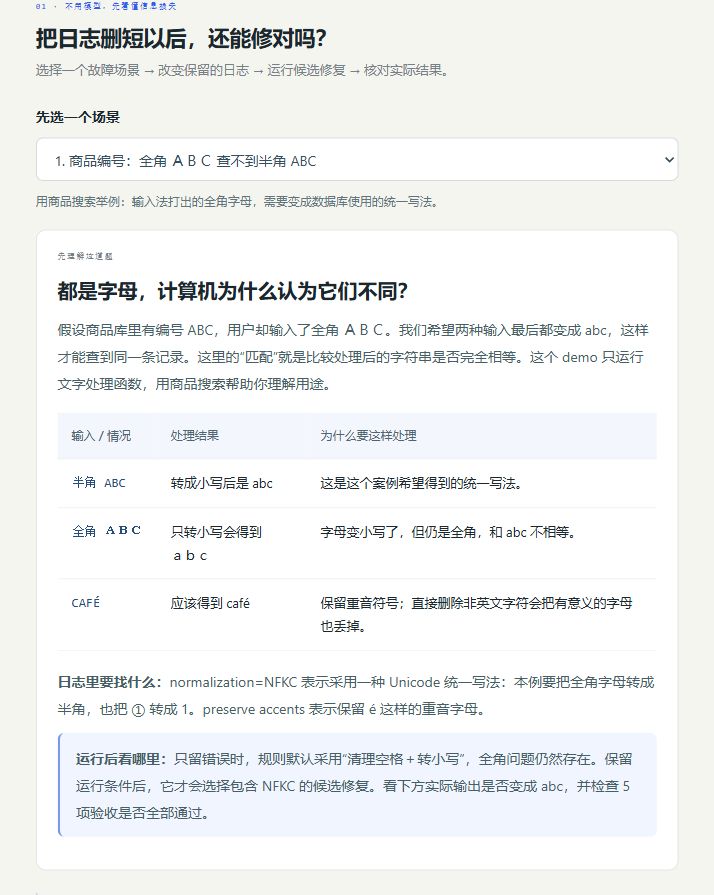 01 · 不用模型，先看信息损失
把日志删短以后，还能修对吗？
选择一个故障场景 → 改变保留的日志 → 运行候选修复 → 核对实际结果。
先选一个场景
1. 商品编号：全角 ＡＢＣ 查不到半角 ABC
用商品搜索举例：输入法打出的全角字母，需要变成数据库使用的统一写法。
先理解这道题
都是字母，计算机为什么认为它们不同？
假设商品库里有编号 ABC，用户却输入了全角 ＡＢＣ。我们希望两种输入最后都变成 abc，这样
才能查到同一条记录。这里的“匹配”就是比较处理后的字符串是否完全相等。这个 demo 只运行
文字处理函数，用商品搜索帮助你理解用途。
输入 / 情况 处理结果 为什么要这样处理
半角 ABC 转成小写后是 abc 这是这个案例希望得到的统一写法。
全角 ＡＢＣ 只转小写会得到 字母变小写了，但仍是全角，和 abc 不相等。
ａｂｃ
CAFÉ 应该得到 café 保留重音符号；直接删除非英文字符会把有意义的字母
也丢掉。
日志里要找什么：normalization=NFKC 表示采用一种 Unicode 统一写法：本例要把全角字母转成
半角，也把 ① 转成 1。preserve accents 表示保留 é 这样的重音字母。
运行后看哪里：只留错误时，规则默认采用“清理空格 + 转小写”，全角问题仍然存在。保留
运行条件后，它才会选择包含 NFKC 的候选修复。看下方实际输出是否变成 abc，并检查 5
项验收是否全部通过。